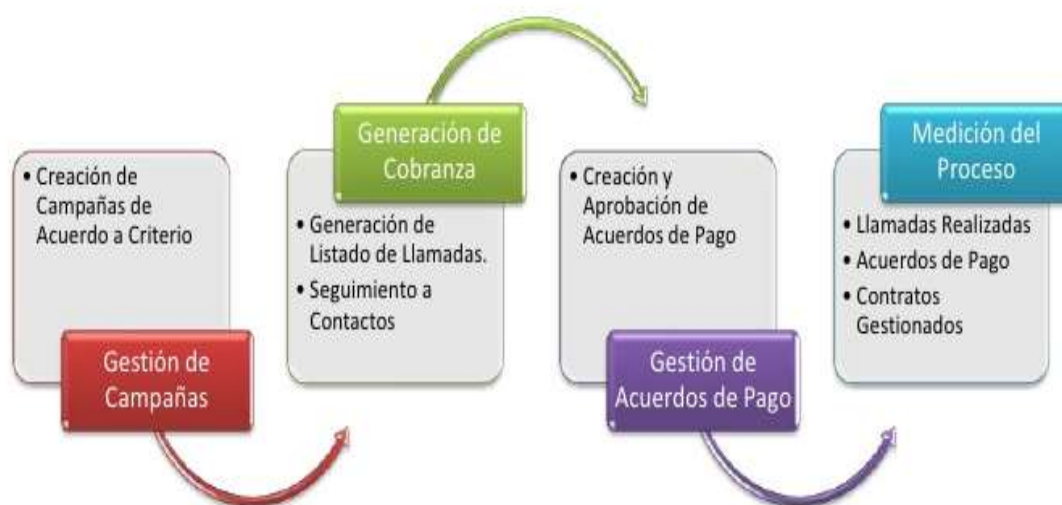 • Creación de
Campañas de
Acuerdo a Criterio
Gestión de
Campañas
Generación de
Cobranza
• Generación de
Listado de Llamadas.
• Seguimiento a
Contactos
• Creación y
Aprobación de
Acuerdos de Pago
Gestión de
Acuerdos de Pago
Medición del
Proceso
• Llamadas Realizadas
• Acuerdos de Pago
• Contratos
Gestionados